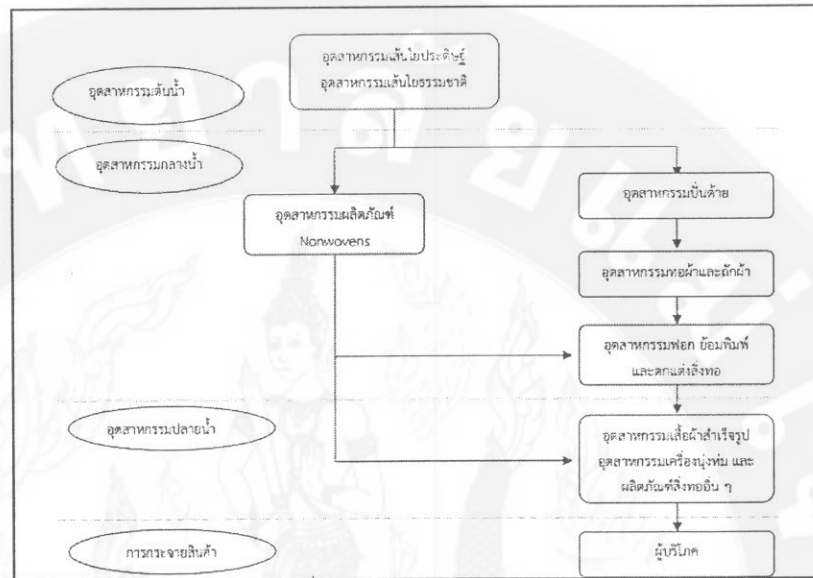 อุตสาหกรรมเส้นใยประดิษฐ์
อุตสาหกรรมเส้นใยธรรมชาติ
อุตสาหกรรมต้นน้ำ
อุตสาหกรรมกลางน้ำ
อุตสาหกรรมผลิตภัณฑ์
Nonwovens
อุตสาหกรรมปั่นด้าย
อุตสาหกรรมทอผ้าและถักผ้า
อุตสาหกรรมฟอก ย้อมพิมพ์
และตกแต่งสิ่งทอ
อุตสาหกรรมปลายน้ำ
อุตสาหกรรมเสื้อผ้าสำเร็จรูป
อุตสาหกรรมเครื่องนุ่งห่ม และ
ผลิตภัณฑ์สิ่งทออื่น ๆ
การกระจายสินค้า
ผู้บริโภค